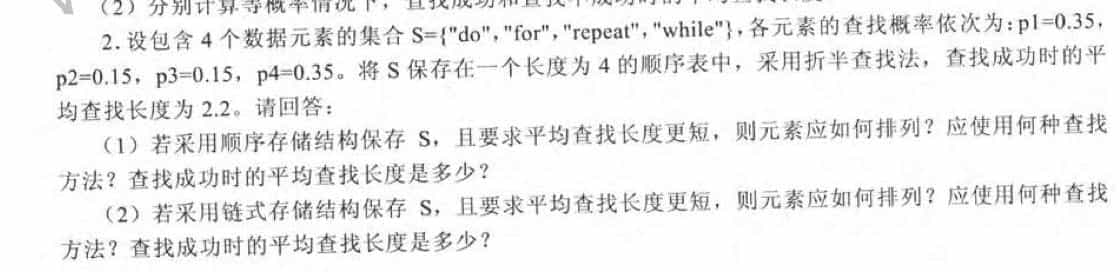 (2) 分别计算等概率情况下，查找成功和查找不成功时的平均查找长度
2.设包含 4 个数据元素的集合 S={"do","for","repeat","while"},各元素的查找概率依次为:p1=0.35,
p2=0.15，p3=0.15，p4=0.35。将 S 保存在一个长度为 4 的顺序表中，采用折半查找法，查找成功时的平
均查找长度为 2.2。请回答：
（1）若采用顺序存储结构保存 S，且要求平均查找长度更短，则元素应如何排列？应使用何种查找
方法？查找成功时的平均查找长度是多少？
（2）若采用链式存储结构保存 S，且要求平均查找长度更短，则元素应如何排列？应使用何种查找
方法？查找成功时的平均查找长度是多少？